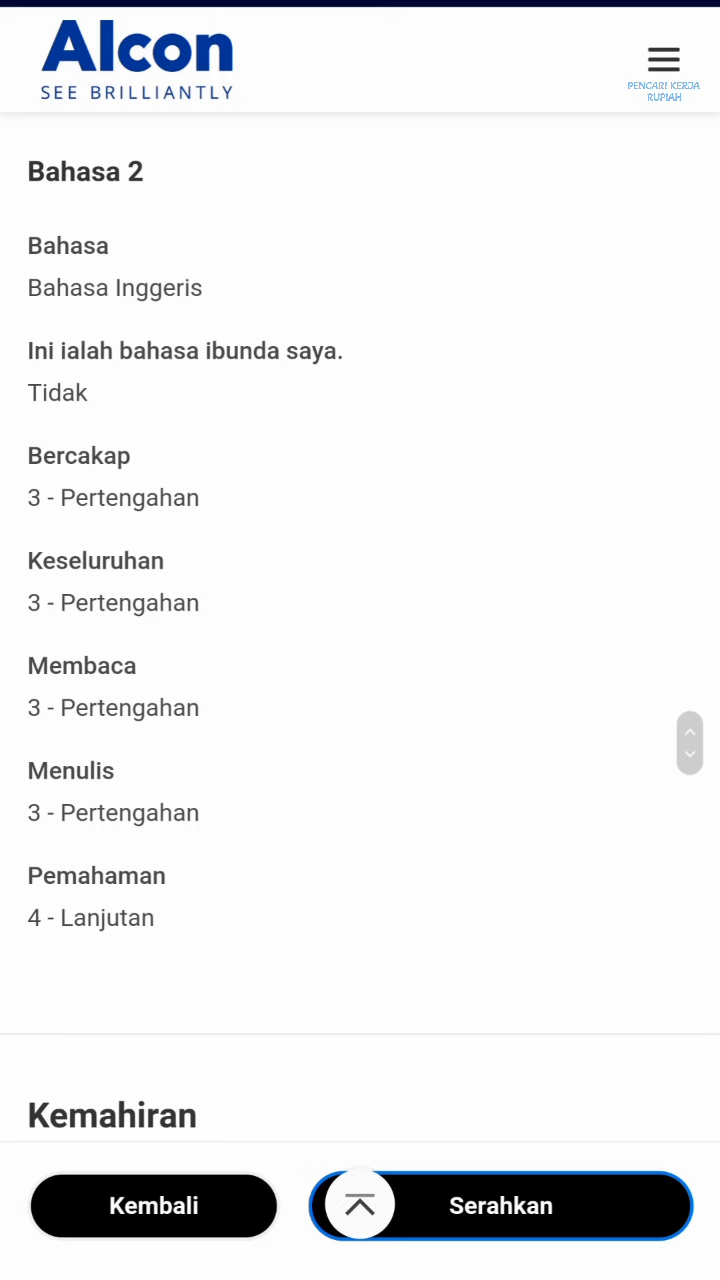 Alcon
SEE BRILLIANTLY
PENCARI KERJA
RUPIAH
Bahasa 2
Bahasa
Bahasa Inggeris
Ini ialah bahasa ibunda saya.
Tidak
Bercakap
3 - Pertengahan
Keseluruhan
3 - Pertengahan
Membaca
3 - Pertengahan
Menulis
3 - Pertengahan
Pemahaman
4 - Lanjutan
Kemahiran
Kembali
Serahkan